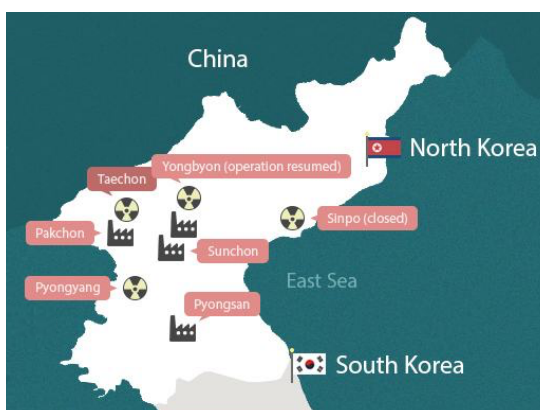 China
North Korea
Yongbyon (operation resumed)
Taechon
Sinpo (closed)
Pakchon
Sunchon
East Sea
Pyongyang
Pyongsan
South Korea